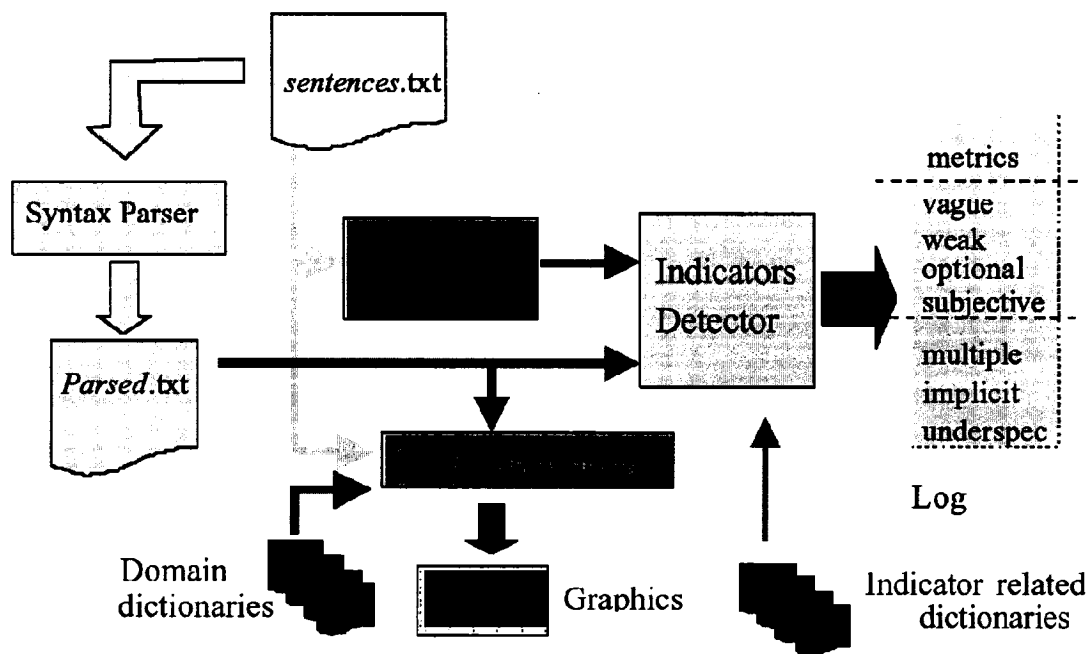 sentences.txt
metrics
Syntax Parser
vague
weak
optional
subjective
Indicators
Detector
Parsed.txt
multiple
implicit
underspec
Log
Domain
dictionaries
Graphics
Indicator related
dictionaries